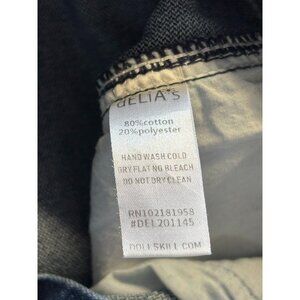 dELiA*s
80%cotton
20%polyester
HAND WASH COLD
DRY FLAT NO BLEACH
DO NOT DRY CLEAN
RN102181958
#DEL201145
DOLLSKILL.COM